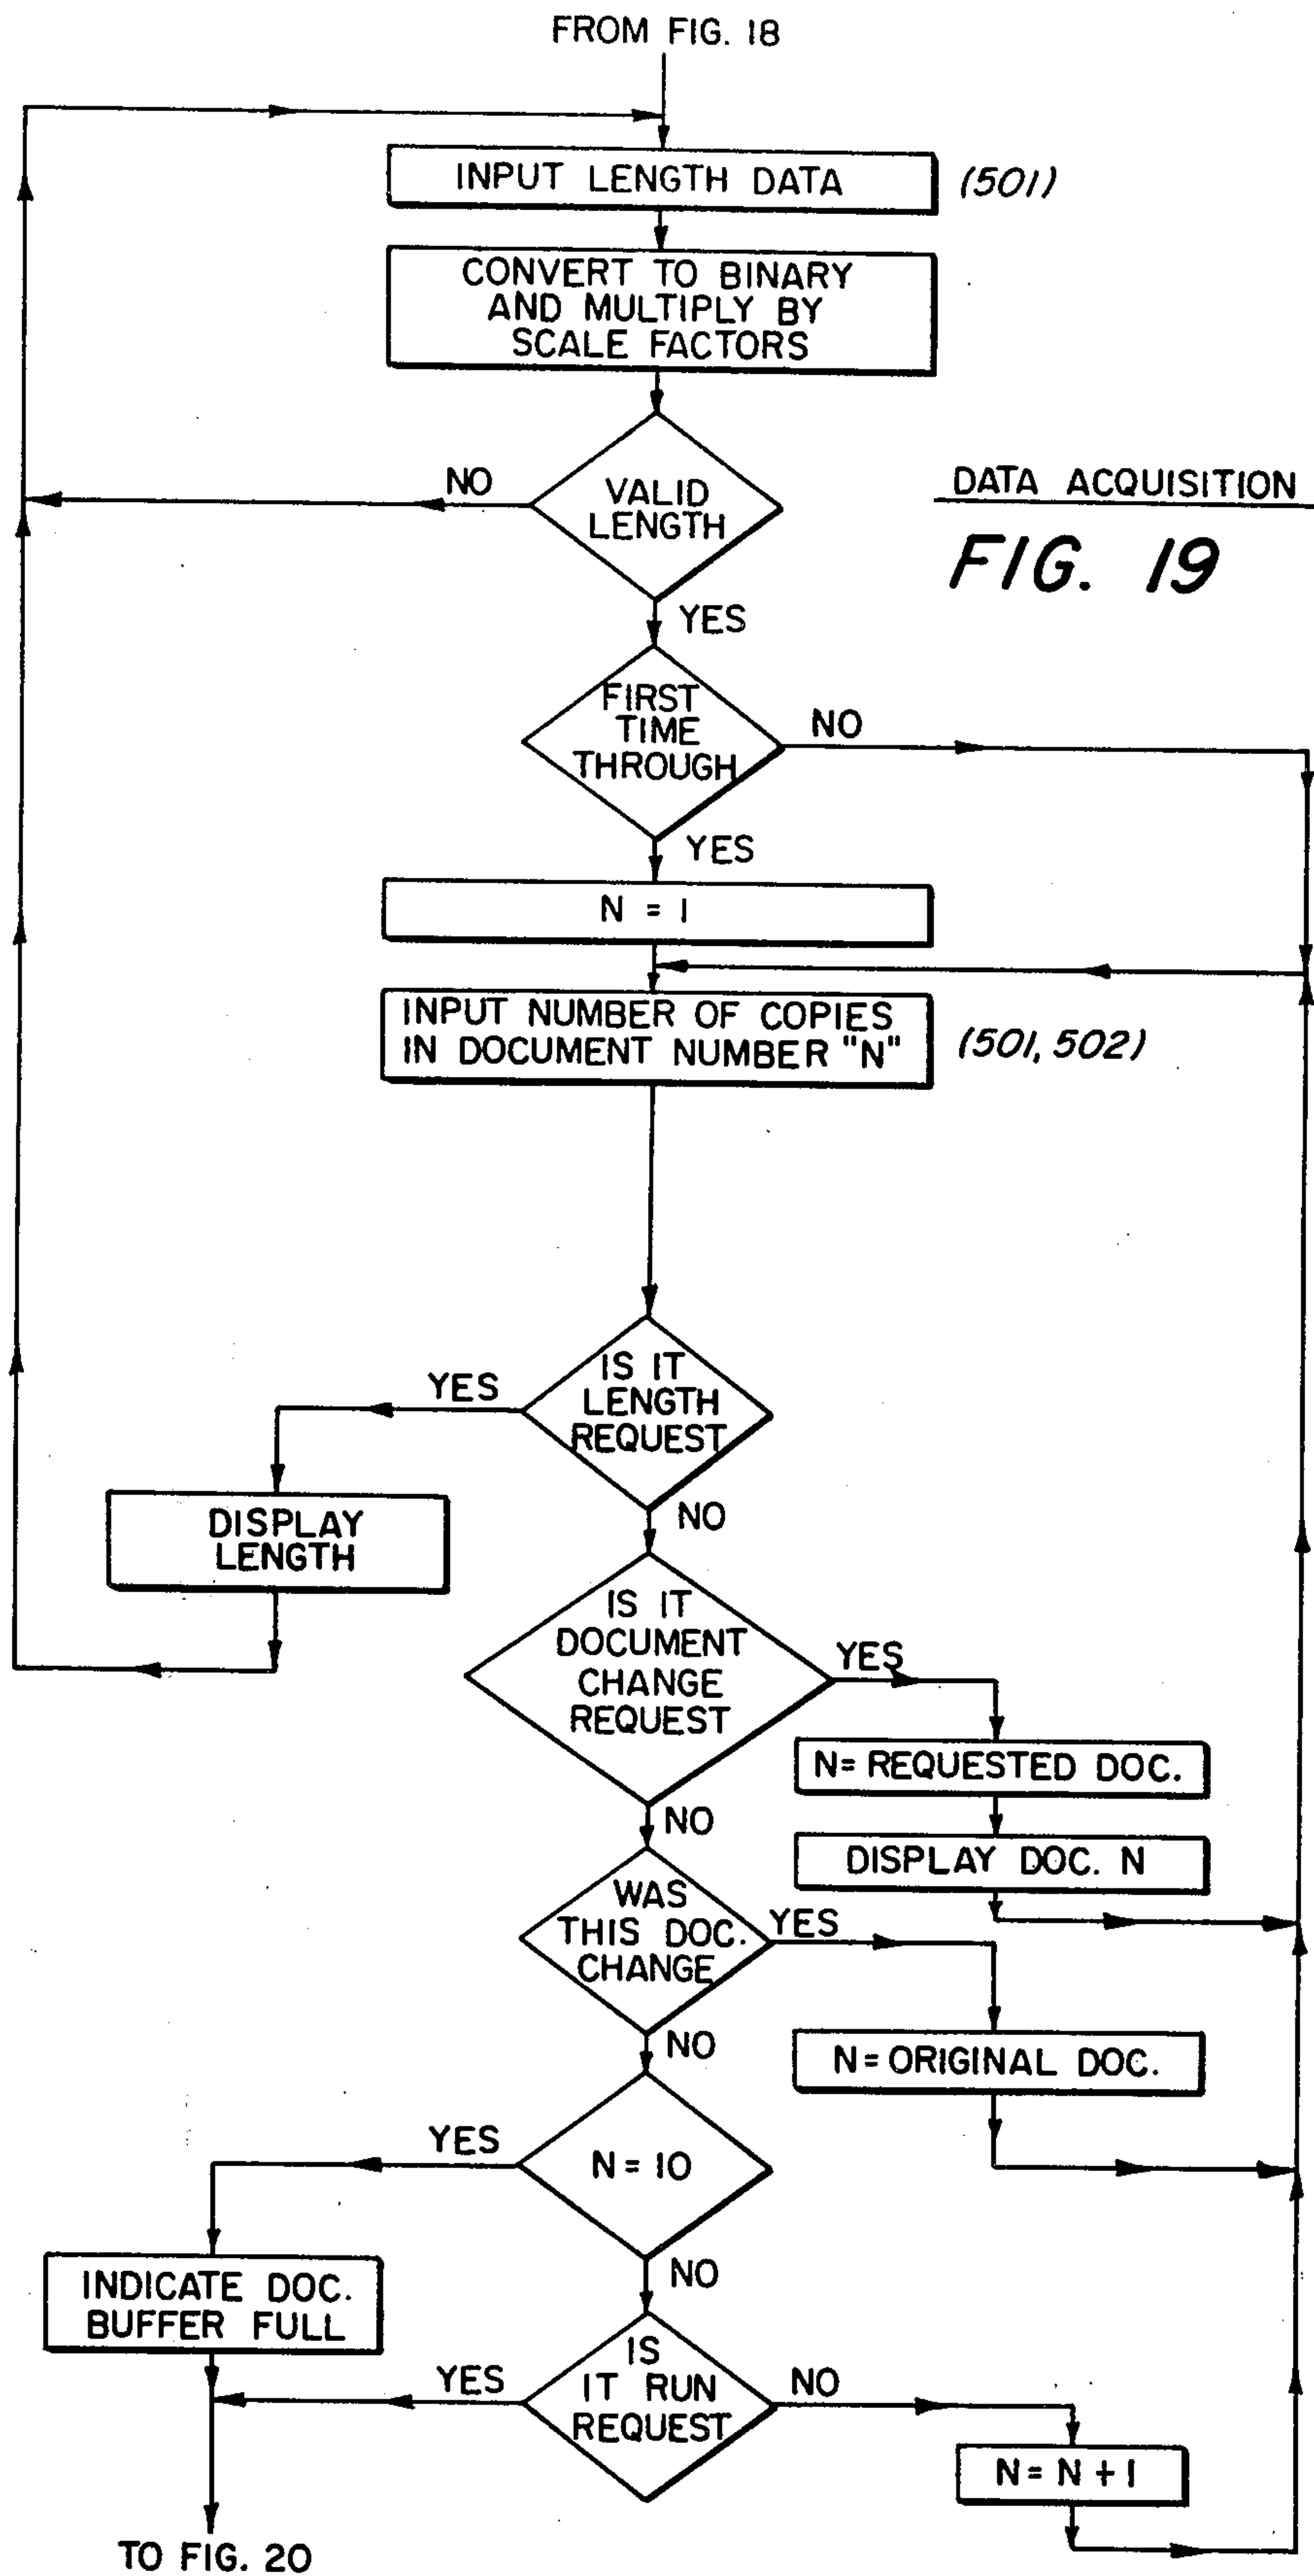 FROM FIG. 18
INPUT LENGTH DATA
(501)
CONVERT TO BINARY
AND MULTIPLY BY
SCALE FACTORS
NO
VALID
LENGTH
DATA ACQUISITION
FIG. 19
YES
FIRST
TIME
THROUGH
NO
YES
N = 1
INPUT NUMBER OF COPIES
IN DOCUMENT NUMBER "N"
(501, 502)
IS IT
LENGTH
REQUEST
YES
NO
DISPLAY
LENGTH
IS IT
DOCUMENT
CHANGE
REQUEST
YES
N= REQUESTED DOC.
NO
DISPLAY DOC. N
WAS
THIS DOC.
CHANGE
YES
NO
N= ORIGINAL DOC.
YES
N = 10
NO
INDICATE DOC.
BUFFER FULL
IS
IT RUN
REQUEST
YES
NO
N= N + 1
TO FIG. 20